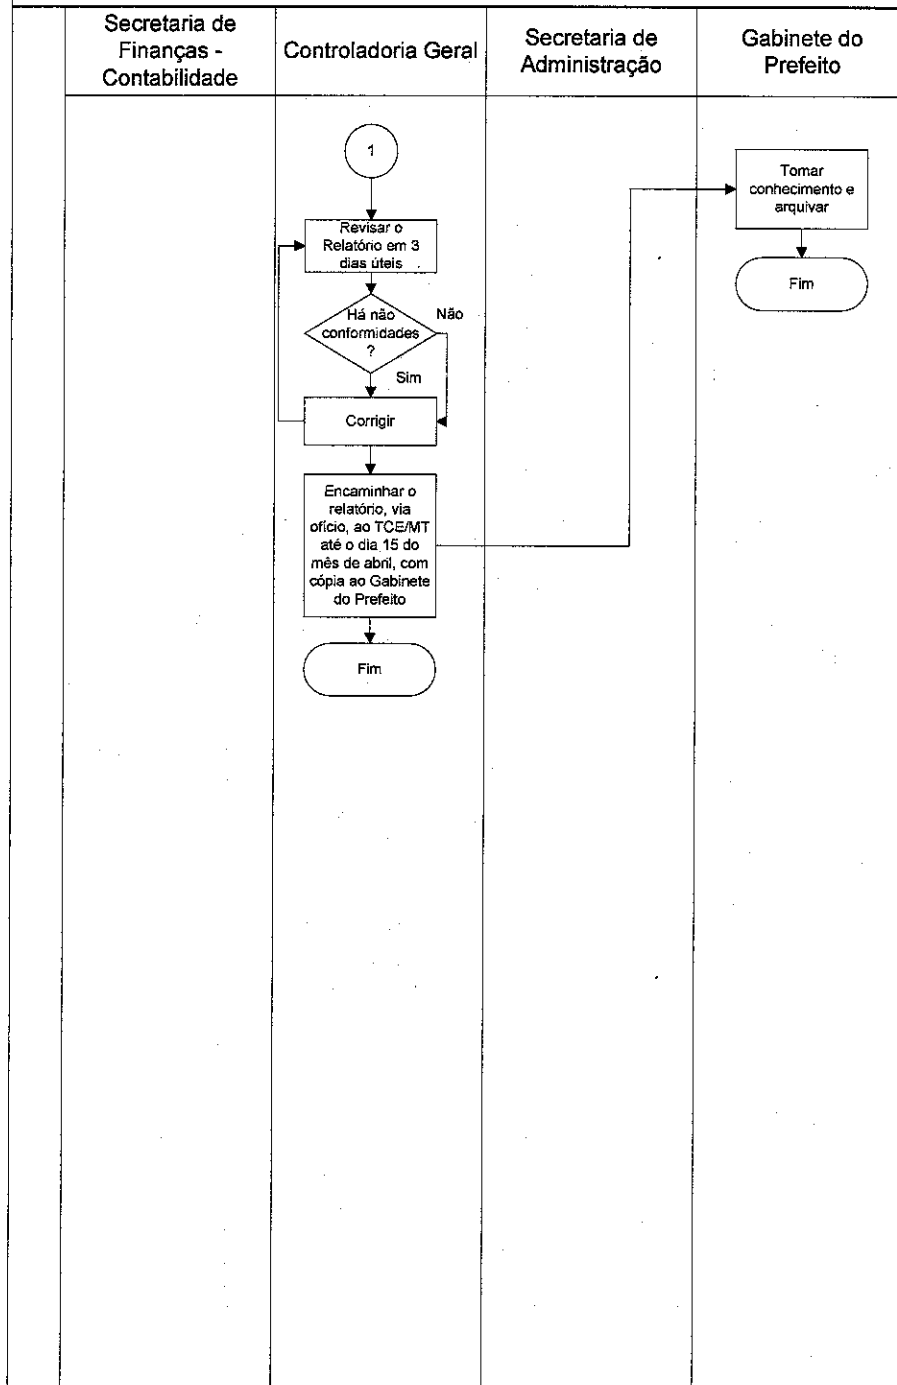 Secretaria de
Finanças -
Contabilidade
Controladoria Geral
Secretaria de
Administração
Gabinete do
Prefeito
1
Revisar o
Relatório em 3
dias úteis
Há não
conformidades
?
Não
Sim
Corrigir
Encaminhar o
relatório, via
ofício, ao TCE/MT
até o dia 15 do
mês de abril, com
cópia ao Gabinete
do Prefeito
Fim
Tomar
conhecimento e
arquivar
Fim